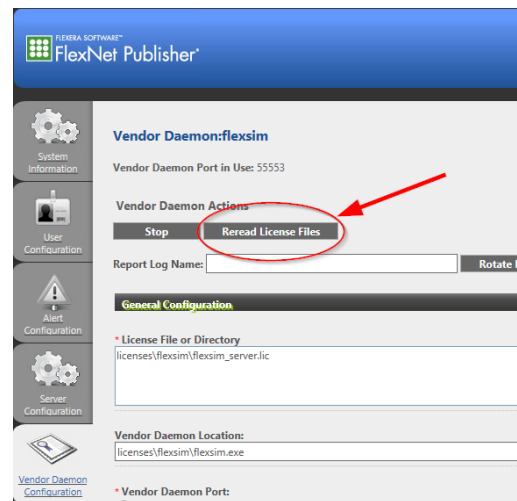 FLEXERA SOFTWARE™
FlexNet Publisher®
System
Information
User
Configuration
Alert
Configuration
Server
Configuration
Vendor Daemon
Configuration
Vendor Daemon:flexsim
Vendor Daemon Port in Use: 55553
Vendor Daemon Actions
Stop Reread License Files
Report Log Name: Rotate
General Configuration
* License File or Directory
licenses\flexsim\flexsim_server.lic
Vendor Daemon Location:
licenses\flexsim\flexsim.exe
* Vendor Daemon Port: